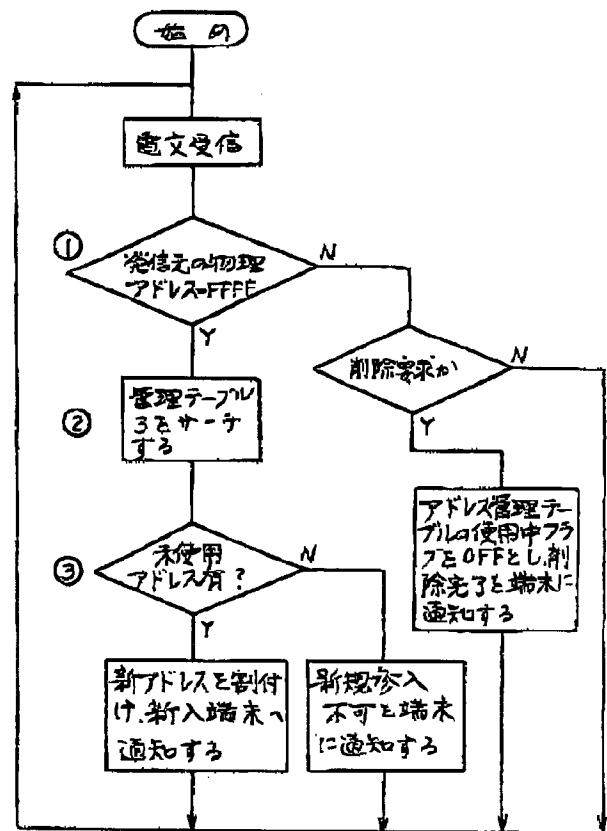 始め
電文受信
①
発信元の物理
アドレス=FFFF
N
Y
削除要求か
N
Y
②
管理テーブル
3をサーチ
する
③
未使用
アドレス有?
N
Y
アドレス管理テー
ブルの使用中フラ
グをOFFとし,削
除完了を端末に
通知する
新アドレスを割付
け,新入端末へ
通知する
新規参入
不可を端末
に通知する